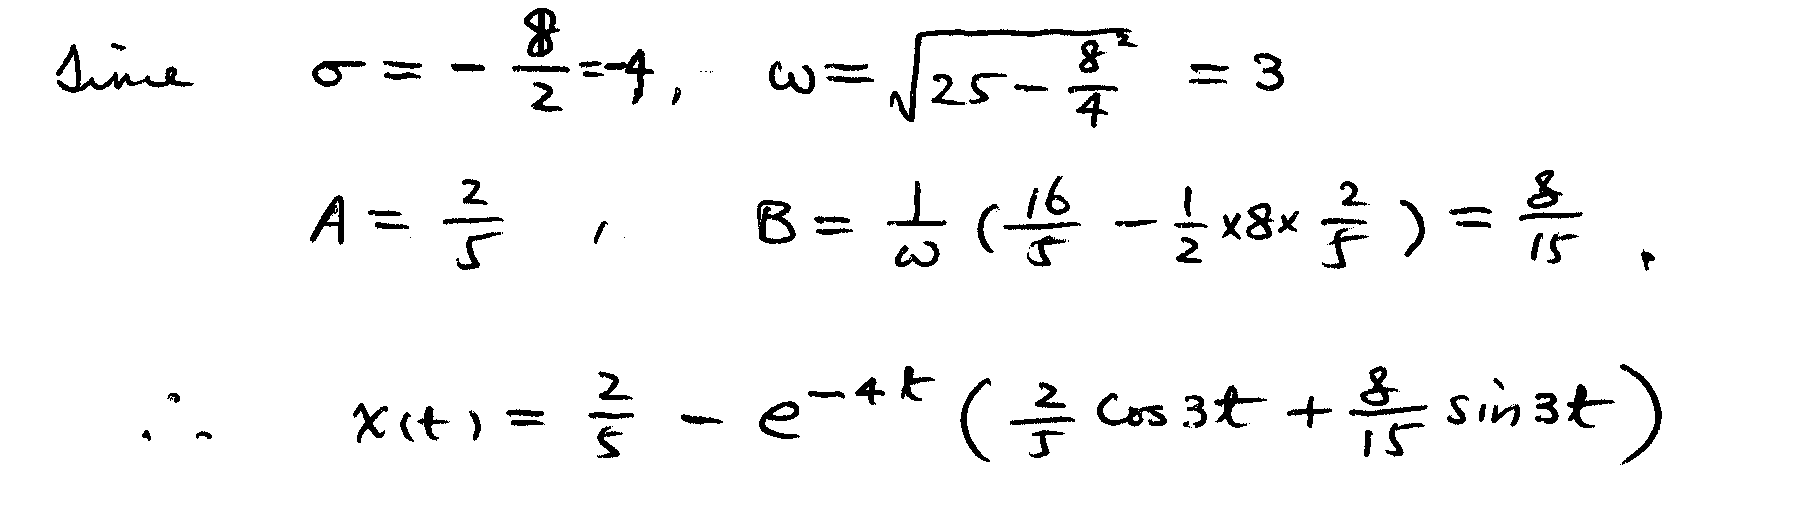 Since σ = - 8/2 = -4, ω = √(25 - 8²/4) = 3
A = 2/5 , B = 1/ω (16/5 - 1/2 × 8 × 2/5) = 8/15 .
∴ x(t) = 2/5 - e^{-4t} (2/5 cos 3t + 8/15 sin 3t)